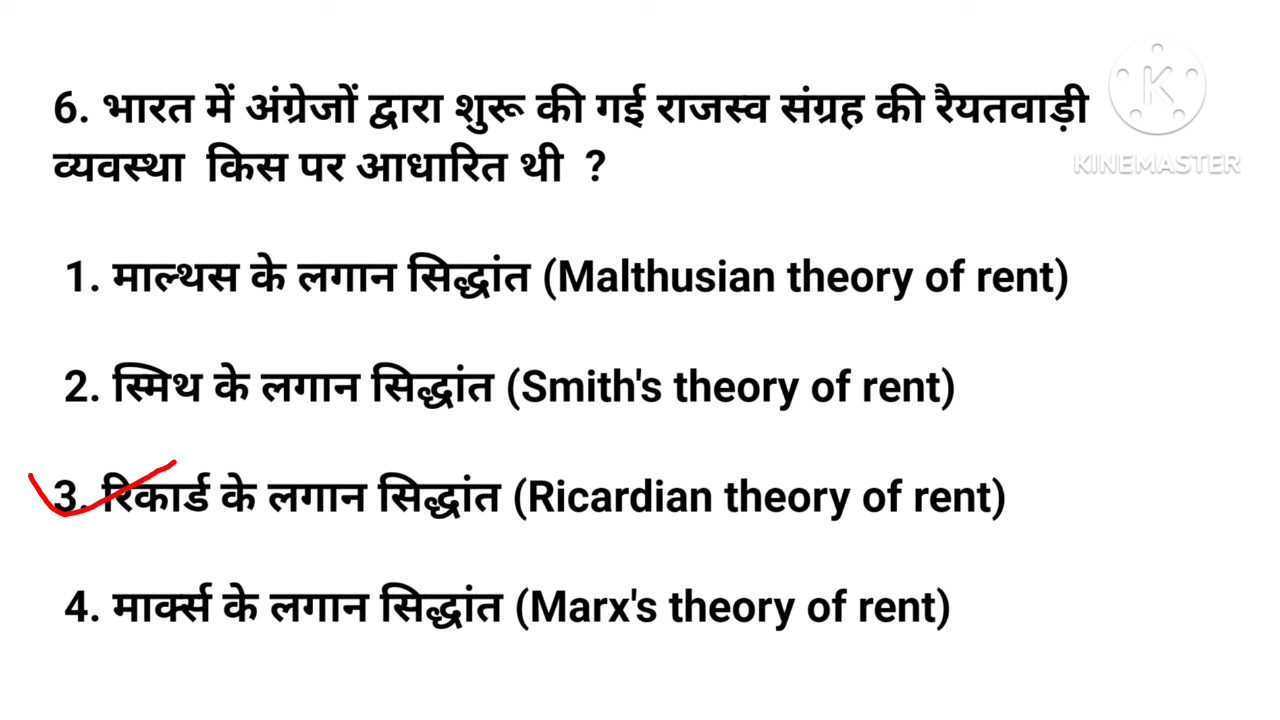 6. भारत में अंग्रेजों द्वारा शुरू की गई राजस्व संग्रह की रैयतवाड़ी
व्यवस्था किस पर आधारित थी ?
K
KINEMASTER
1. माल्थस के लगान सिद्धांत (Malthusian theory of rent)
2. स्मिथ के लगान सिद्धांत (Smith's theory of rent)
3. रिकार्ड के लगान सिद्धांत (Ricardian theory of rent)
4. मार्क्स के लगान सिद्धांत (Marx's theory of rent)